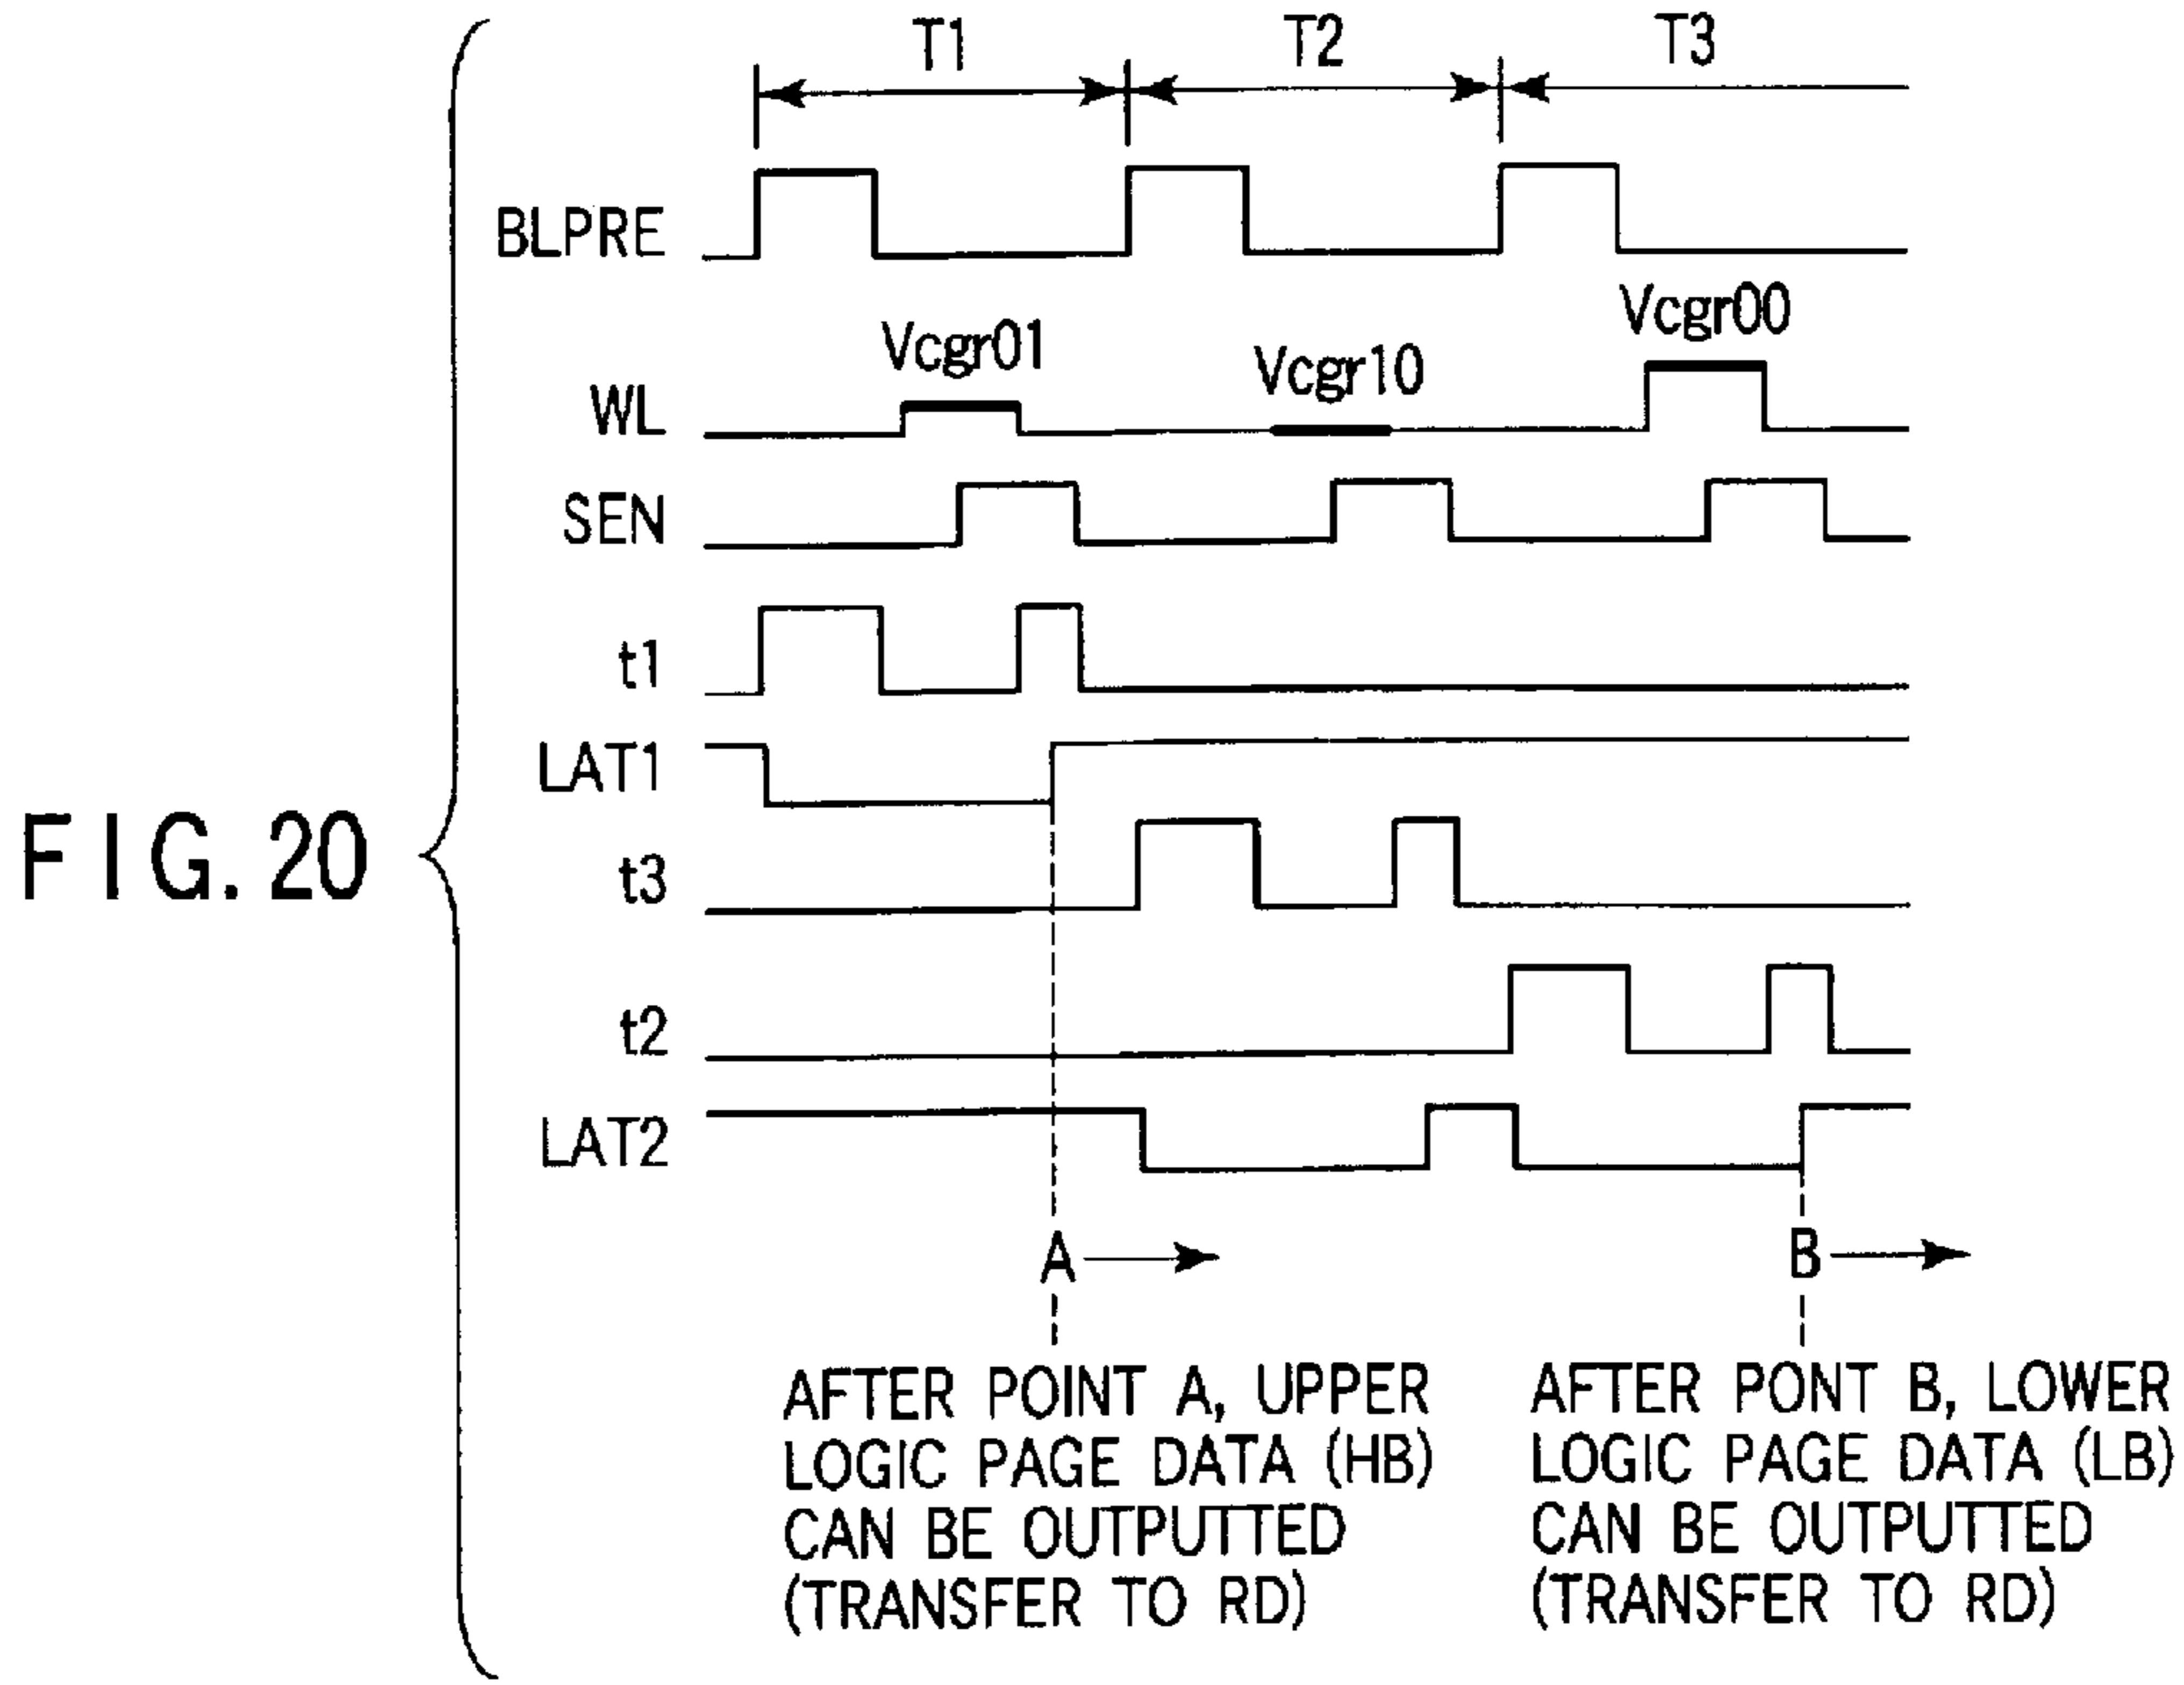 T1 T2 T3
BLPRE
Vcgr01 Vcgr10 Vcgr00
WL
SEN
t1
LAT1
FIG.20
t3
t2
LAT2
A B
AFTER POINT A, UPPER
LOGIC PAGE DATA (HB)
CAN BE OUTPUTTED
(TRANSFER TO RD)
AFTER PONT B, LOWER
LOGIC PAGE DATA (LB)
CAN BE OUTPUTTED
(TRANSFER TO RD)